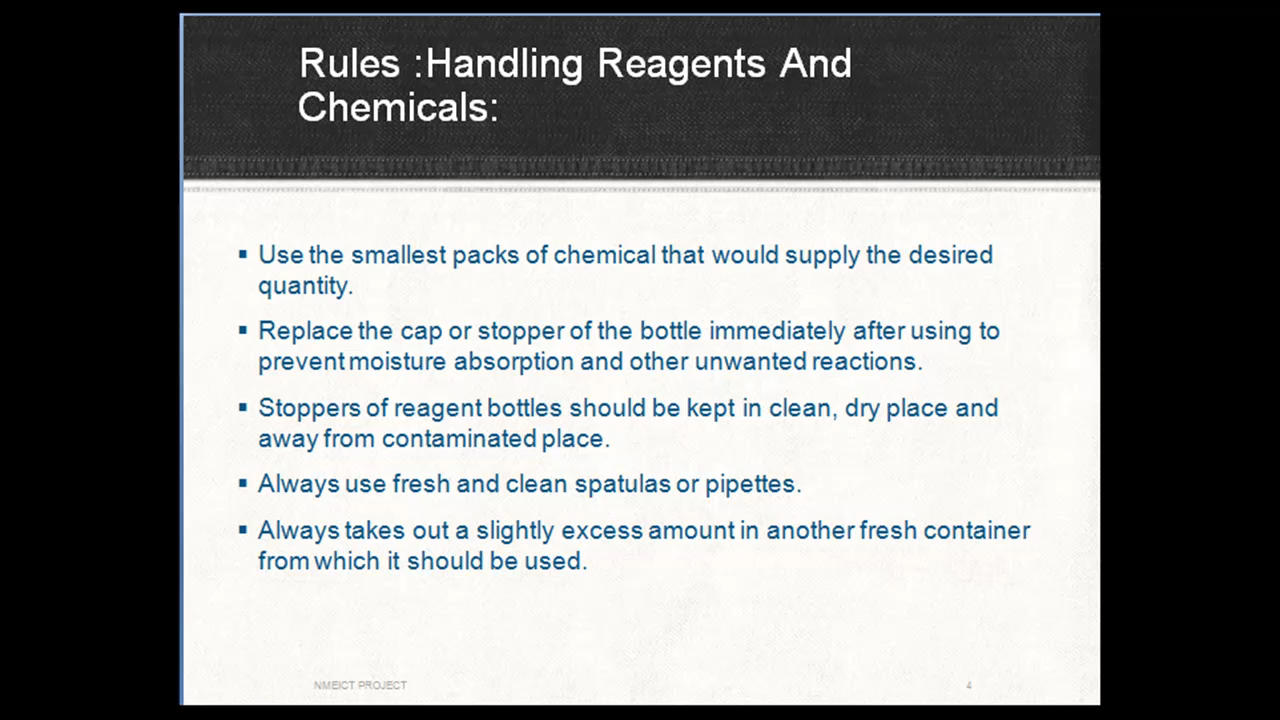 Rules :Handling Reagents And
Chemicals:
▪ Use the smallest packs of chemical that would supply the desired
quantity.
▪ Replace the cap or stopper of the bottle immediately after using to
prevent moisture absorption and other unwanted reactions.
▪ Stoppers of reagent bottles should be kept in clean, dry place and
away from contaminated place.
▪ Always use fresh and clean spatulas or pipettes.
▪ Always takes out a slightly excess amount in another fresh container
from which it should be used.
NMEICT PROJECT 4